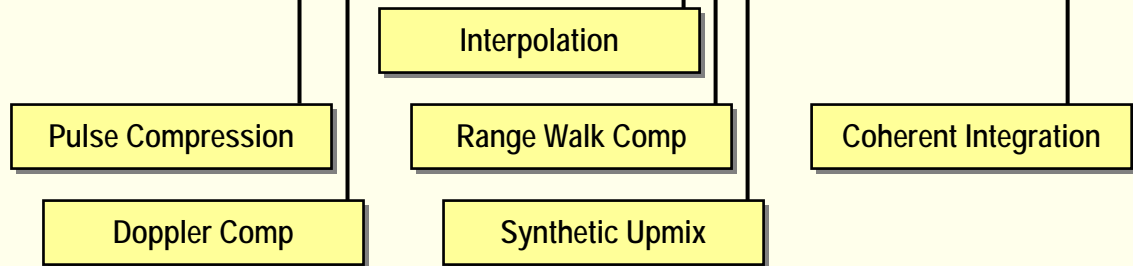 Interpolation
Pulse Compression
Range Walk Comp
Coherent Integration
Doppler Comp
Synthetic Upmix